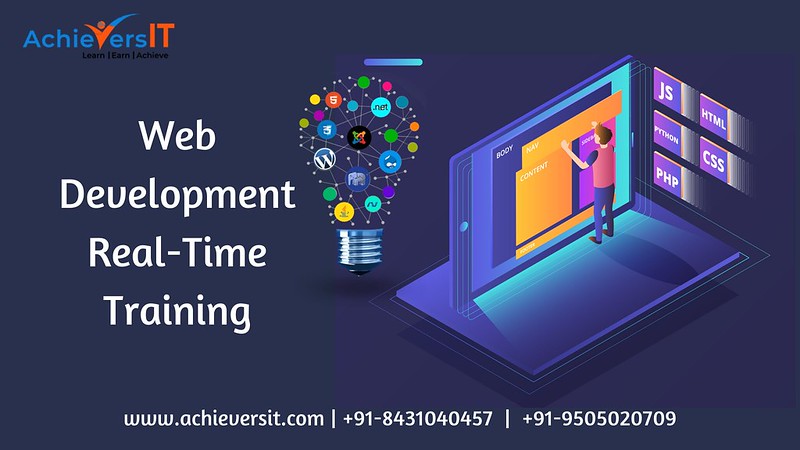 AchieversIT
Learn | Earn | Achieve
Web
Development
Real-Time
Training
.net
BODY
NAV
CONTENT
JS
HTML
PYTHON
CSS
PHP
www.achieversit.com | +91-8431040457 | +91-9505020709